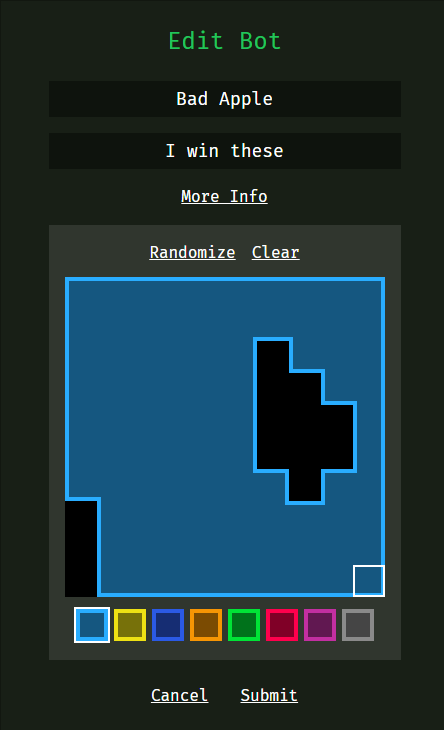 Edit Bot
Bad Apple
I win these
More Info
Randomize Clear
Cancel Submit